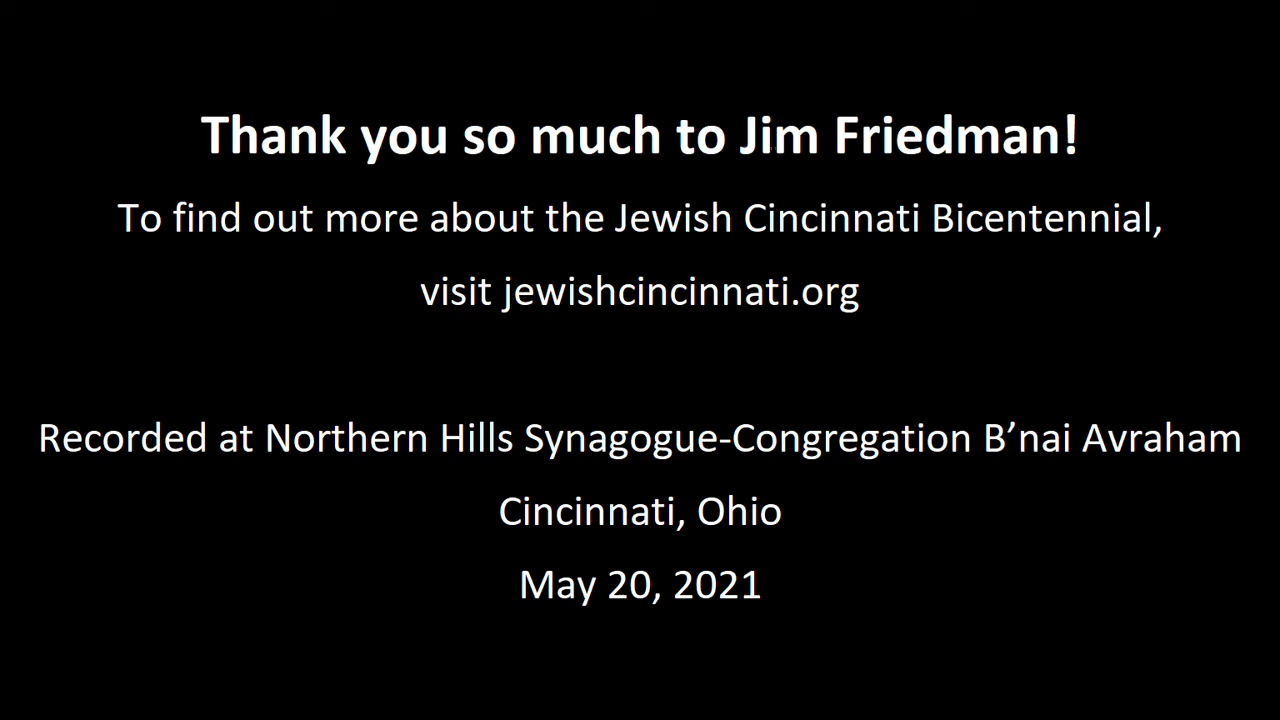 Thank you so much to Jim Friedman!
To find out more about the Jewish Cincinnati Bicentennial,
visit jewishcincinnati.org
Recorded at Northern Hills Synagogue-Congregation B’nai Avraham
Cincinnati, Ohio
May 20, 2021